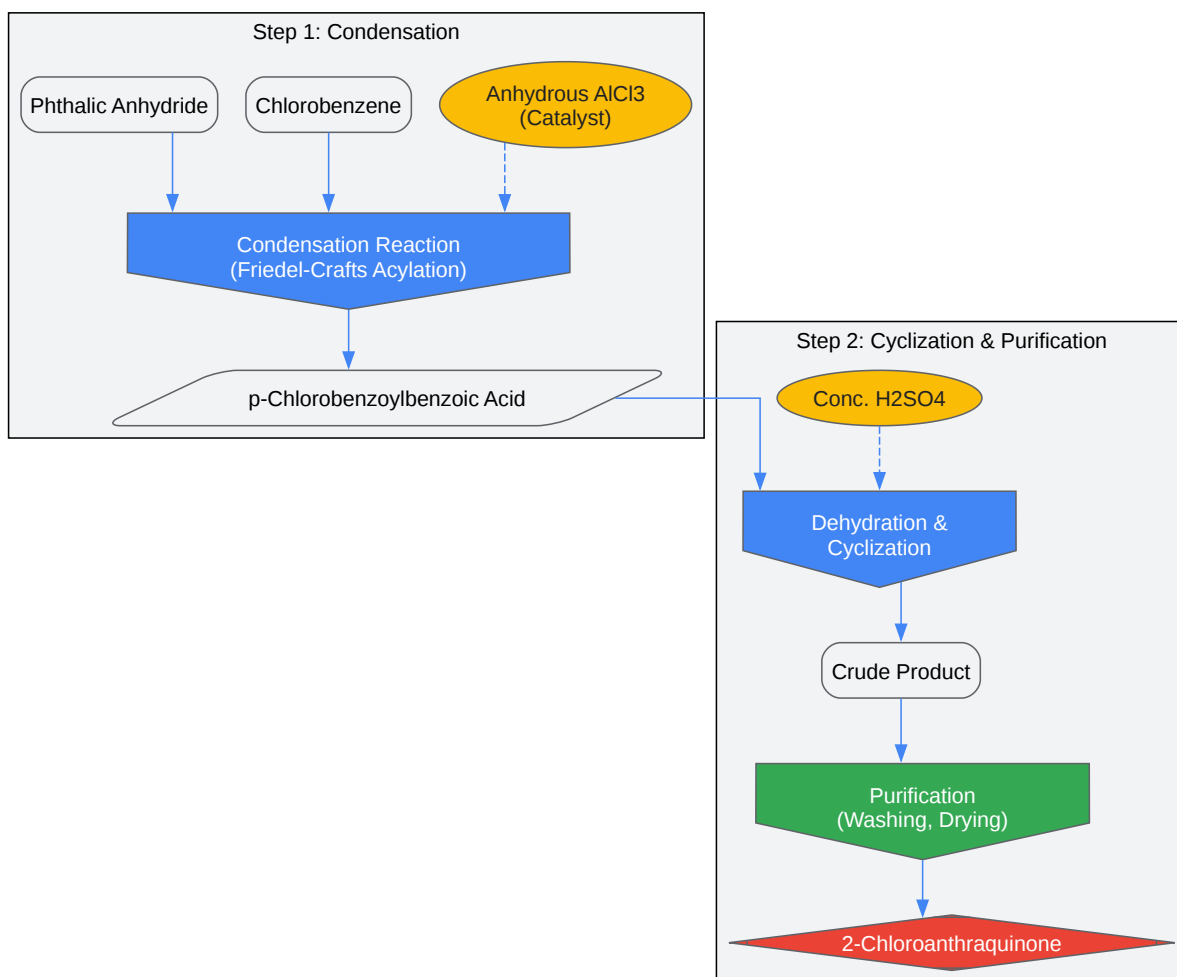 Step 1: Condensation
Phthalic Anhydride
Chlorobenzene
Anhydrous AlCl3
(Catalyst)
Condensation Reaction
(Friedel-Crafts Acylation)
p-Chlorobenzoylbenzoic Acid
Step 2: Cyclization & Purification
Conc. H2SO4
Dehydration &
Cyclization
Crude Product
Purification
(Washing, Drying)
2-Chloroanthraquinone